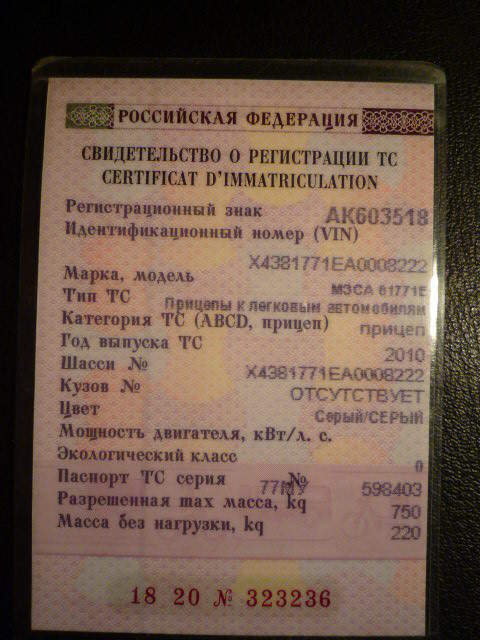 РОССИЙСКАЯ ФЕДЕРАЦИЯ
СВИДЕТЕЛЬСТВО О РЕГИСТРАЦИИ ТС
CERTIFICAT D'IMMATRICULATION
Регистрационный знак АК603518
Идентификационный номер (VIN)
X4381771EA0008222
Марка, модель МЗСА 81771E
Тип ТС Прицепы к легковым автомобилям
Категория ТС (ABCD, прицеп) прицеп
Год выпуска ТС 2010
Шасси № X4381771EA0008222
Кузов № ОТСУТСТВУЕТ
Цвет Серый/СЕРЫЙ
Мощность двигателя, кВт/л. с.
Экологический класс 0
Паспорт ТС серия 77МУ № 598403
Разрешенная max масса, kg 750
Масса без нагрузки, kg 220
18 20 № 323236